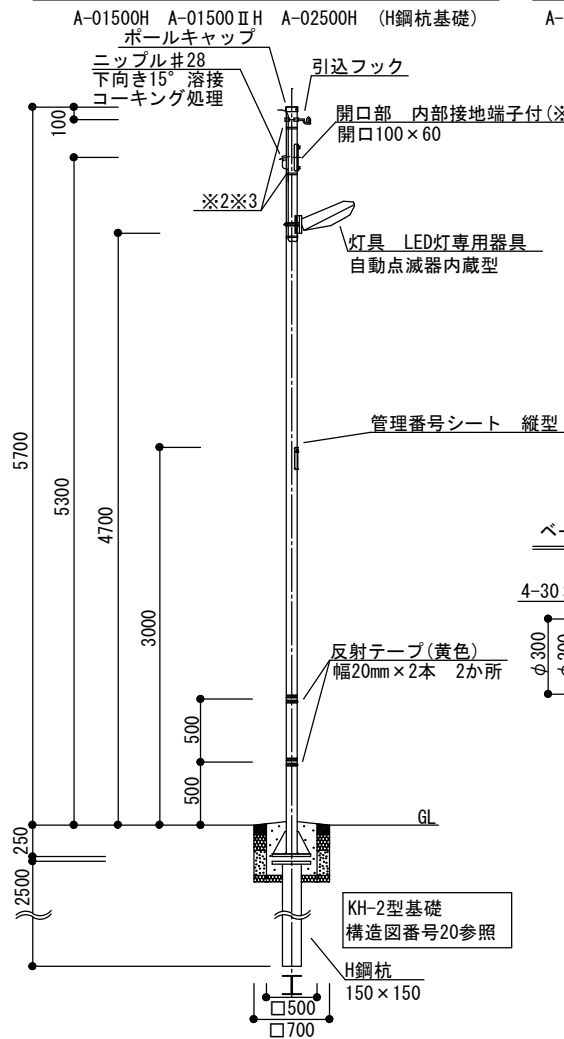 A-01500H A-01500ⅡH A-02500H (H鋼杭基礎)
A-
ポールキャップ
ニップル#28
下向き15° 溶接
コーキング処理
引込フック
開口部 内部接地端子付(※
開口100×60
100
※2※3
灯具 LED灯専用器具
自動点滅器内蔵型
管理番号シート 縦型
5700
5300
4700
3000
ベー
4-30
φ300
反射テープ(黄色)
幅20mm×2本 2か所
500
500
GL
250
2500
KH-2型基礎
構造図番号20参照
H鋼杭
150×150
□500
□700